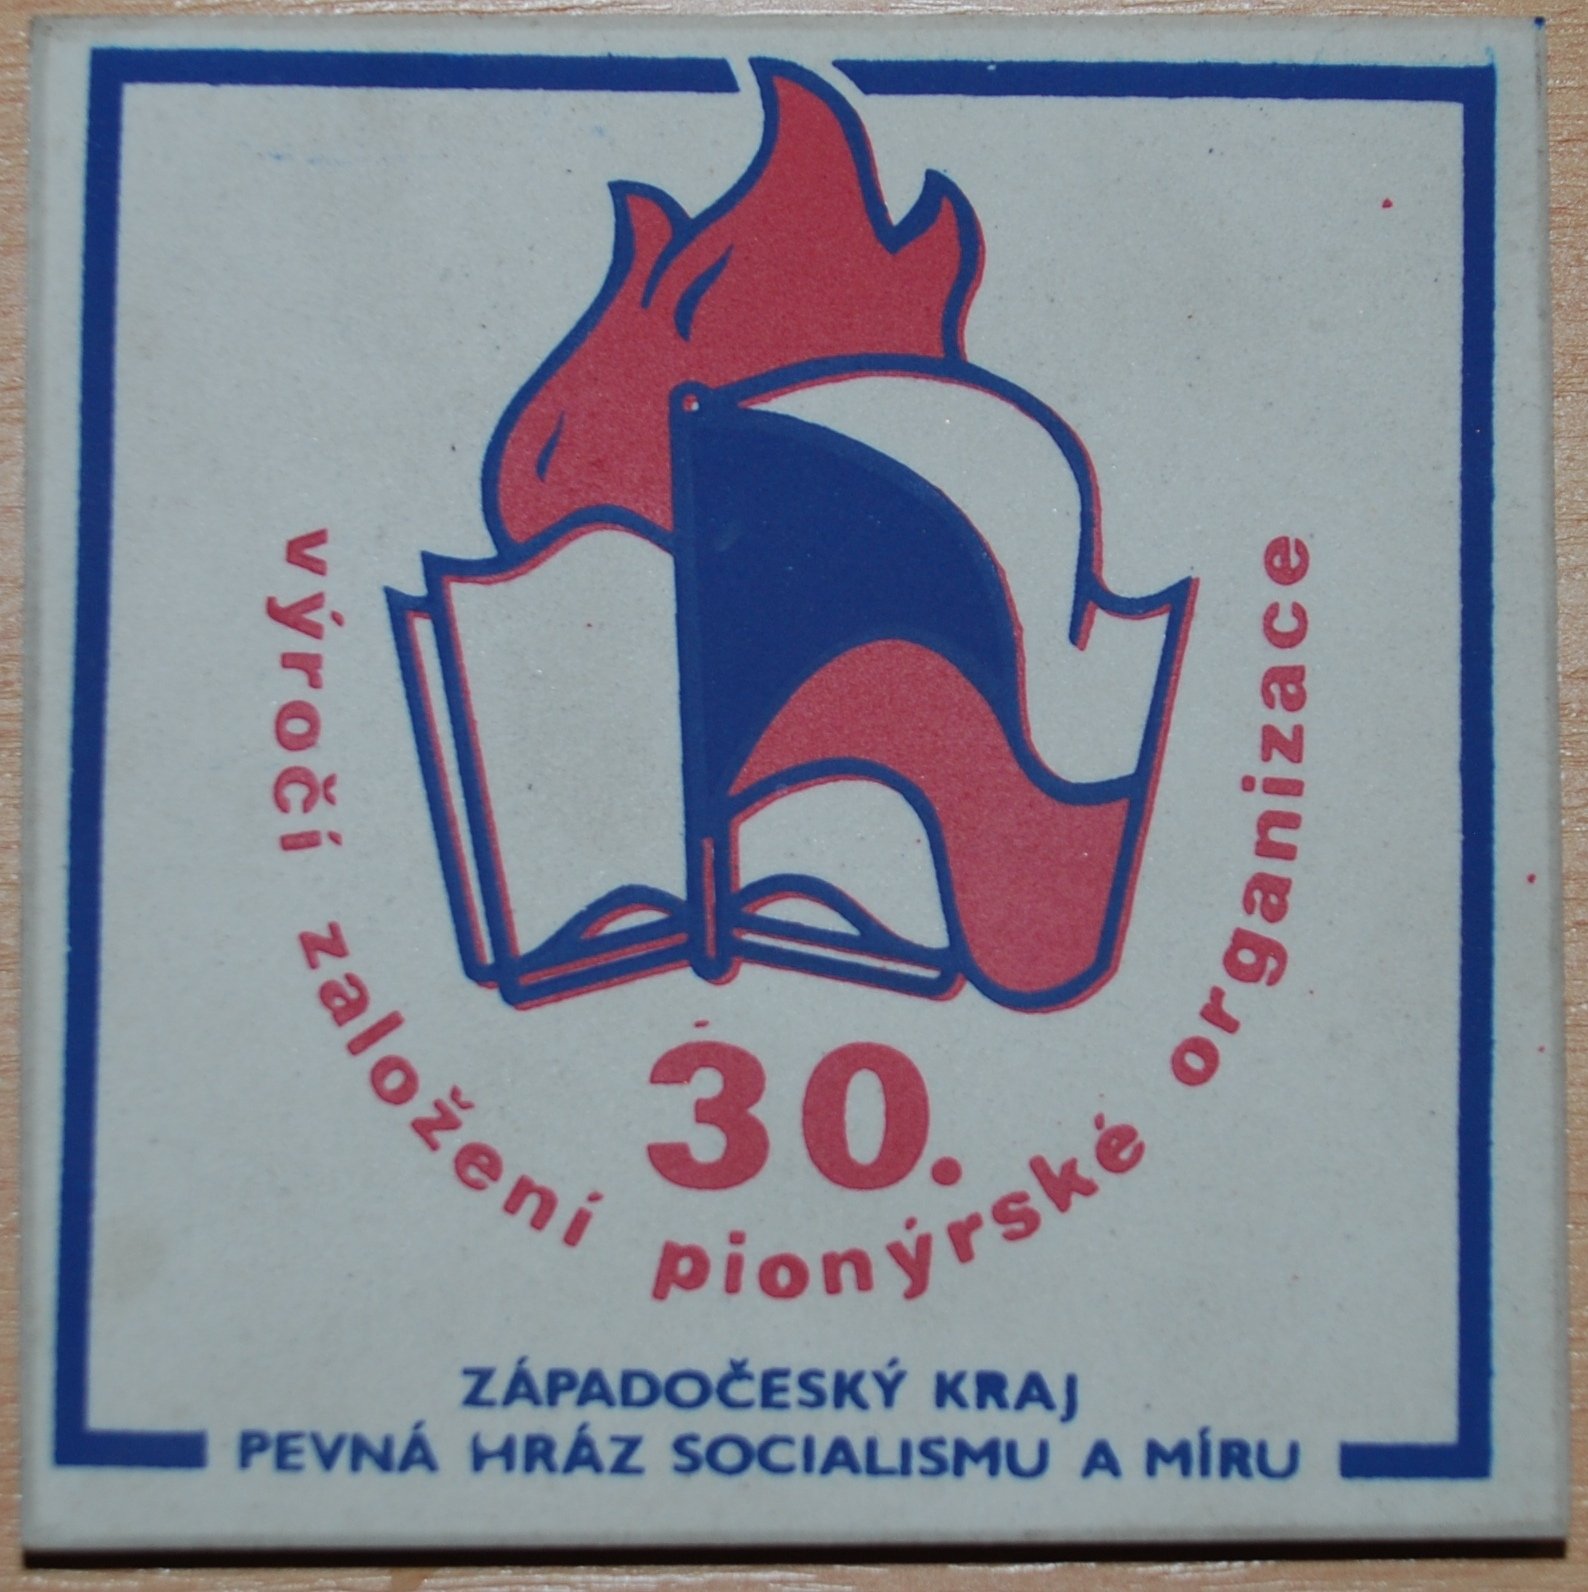 30.
výročí založení pionýrské organizace
ZÁPADOČESKÝ KRAJ
PEVNÁ HRÁZ SOCIALISMU A MÍRU